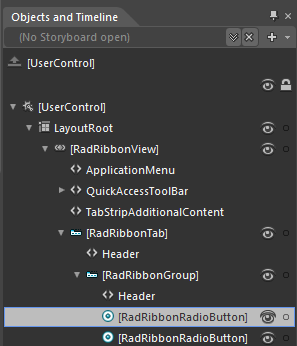 Objects and Timeline
(No Storyboard open)
[UserControl]
[UserControl]
LayoutRoot
[RadRibbonView]
ApplicationMenu
QuickAccessToolBar
TabStripAdditionalContent
[RadRibbonTab]
Header
[RadRibbonGroup]
Header
[RadRibbonRadioButton]
[RadRibbonRadioButton]